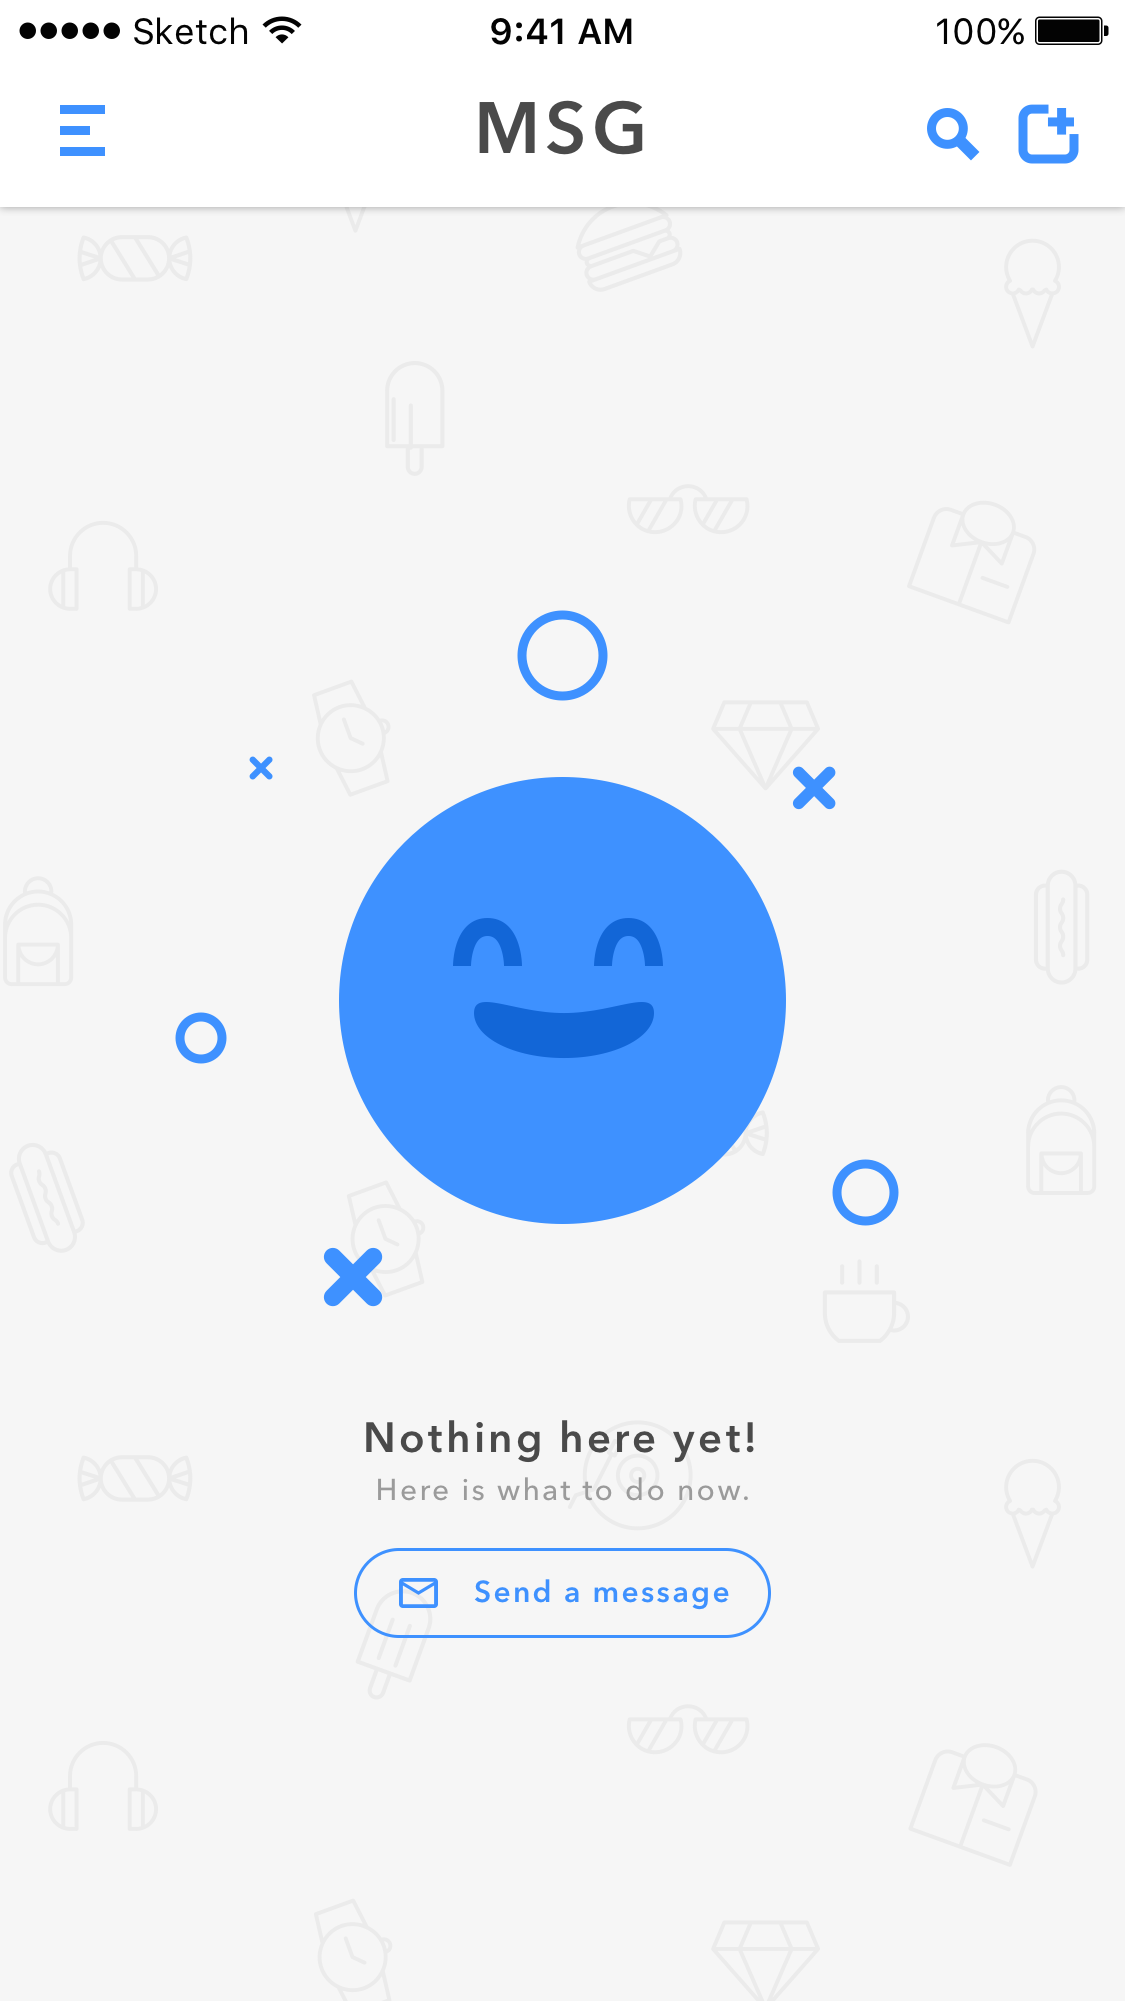 Sketch 9:41 AM 100%
MSG
Nothing here yet!
Here is what to do now.
Send a message